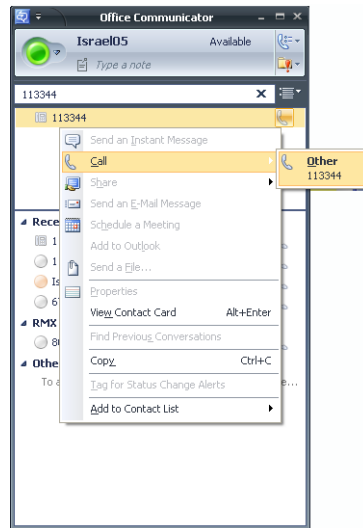 Office Communicator
Israel05 Available
Type a note
113344
113344
Send an Instant Message
Call
Other
113344
Share
Send an E-Mail Message
Schedule a Meeting
Add to Outlook
Send a File...
Properties
View Contact Card Alt+Enter
Find Previous Conversations
Copy Ctrl+C
Tag for Status Change Alerts
Add to Contact List
Rece
1
1
Is
67
RMX
80
Othe
To a e...